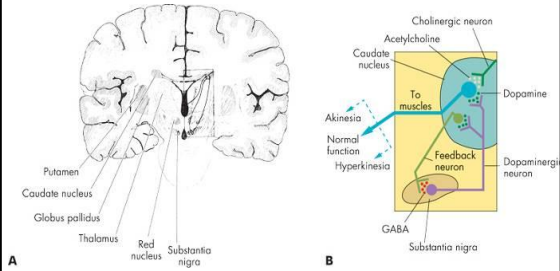 Putamen
Caudate nucleus
Globus pallidus
Thalamus
Red
nucleus
Substantia
nigra
A
Cholinergic neuron
Acetylcholine
Caudate
nucleus
To
muscles
Dopamine
Akinesia
Normal
function
Hyperkinesia
Feedback
neuron
Dopaminergi
neuron
GABA
Substantia nigra
B